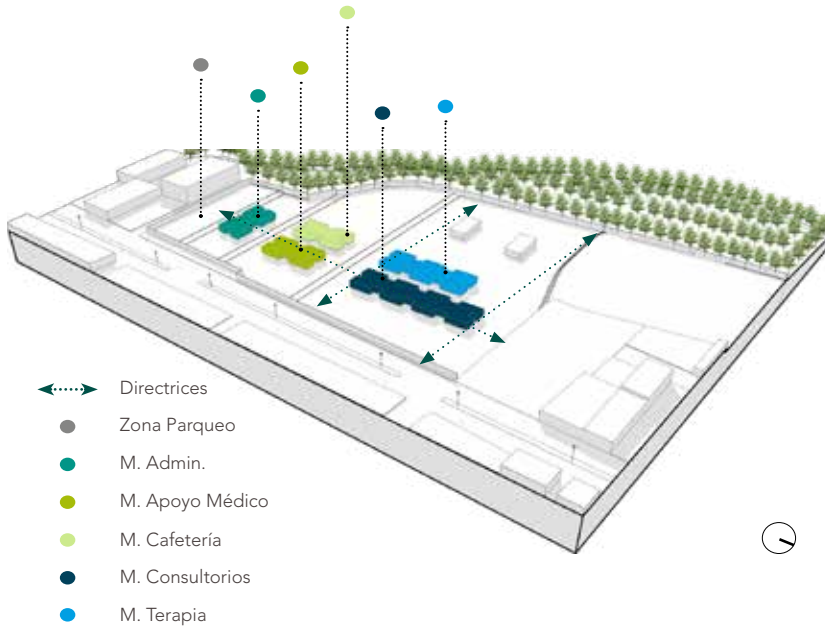 Directrices
Zona Parqueo
M. Admin.
M. Apoyo Médico
M. Cafetería
M. Consultorios
M. Terapia